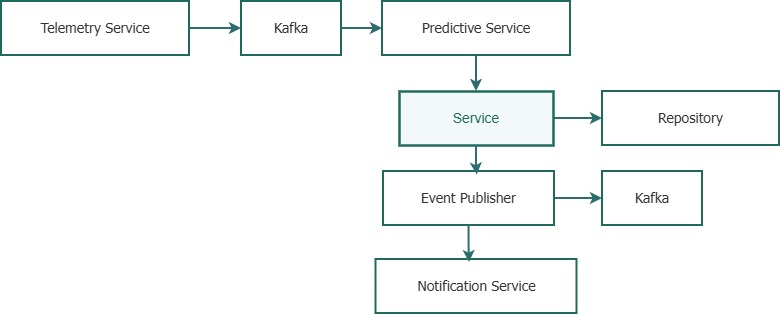 Telemetry Service
Kafka
Predictive Service
Service
Repository
Event Publisher
Kafka
Notification Service